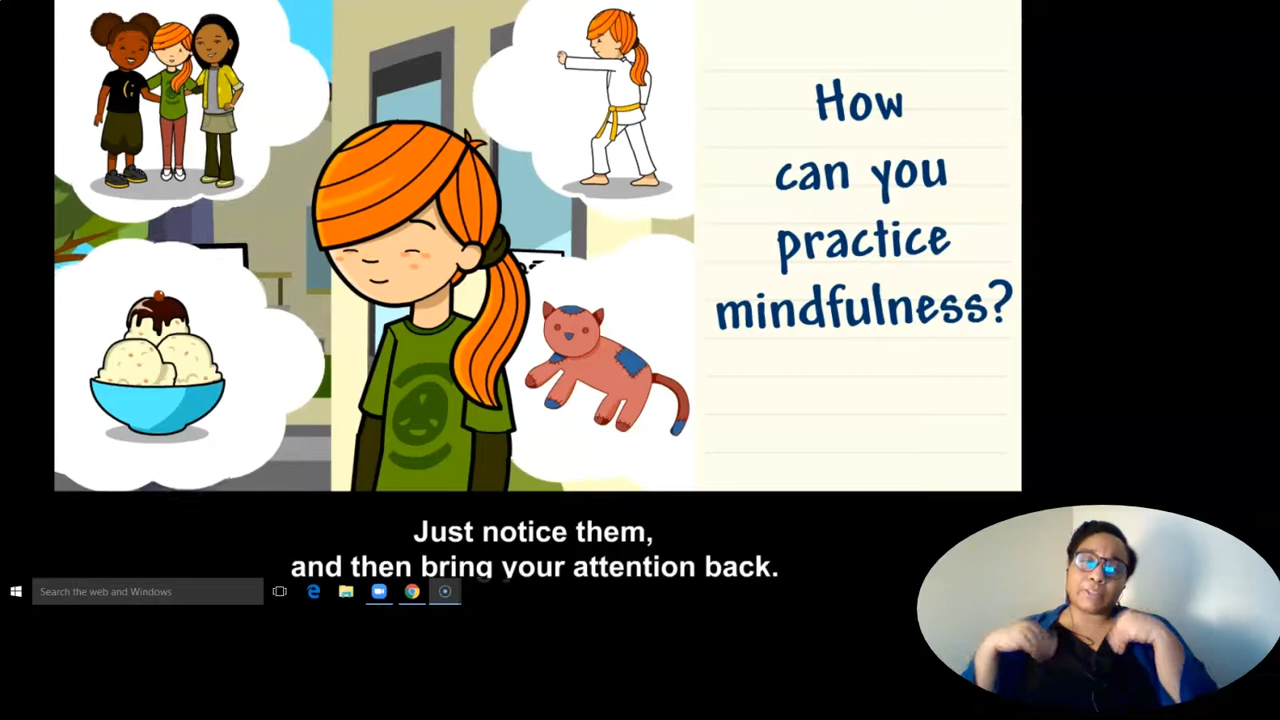 How
can you
practice
mindfulness?
Just notice them,
and then bring your attention back.
Search the web and Windows